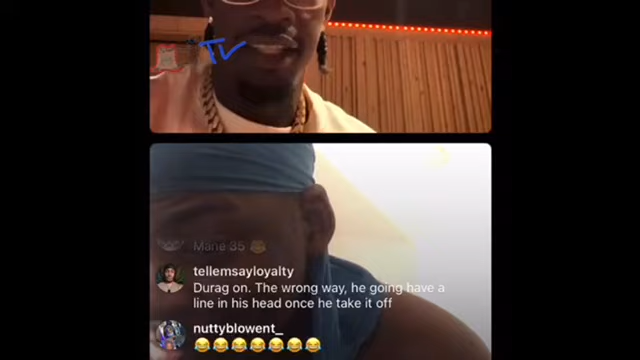 TV
Mane 35 😂
tellemsayloyalty
Durag on. The wrong way, he going have a
line in his head once he take it off
nuttyblowent_
😂😂😂😂😂😂😂